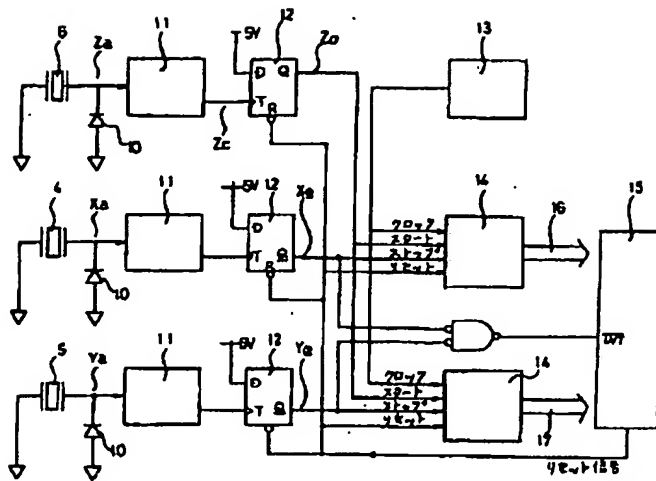 6
Za
10
11
Zc
5V
12
D Q
T
R
Zo
13
4
Xa
10
11
5V
12
D
T
Q
R
クロック
スタート
ストップ
リセット
14
16
15
INT
5
Ya
10
11
5V
12
D
T
Q
クロック
スタート
ストップ
リセット
14
17
リセット信号